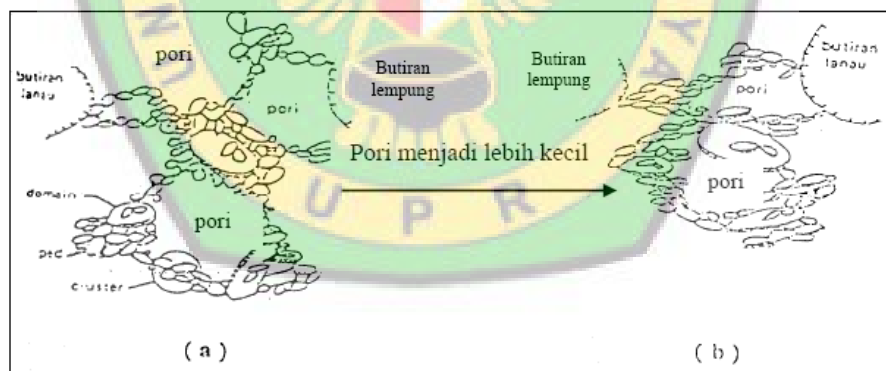 pori
butiran
lanau
pori
Butiran
lempung
pori
domain
ped
cluster
( a )
Pori menjadi lebih kecil
Butiran
lempung
butiran
lanau
pori
pori
( b )
U N
Y A
U P R